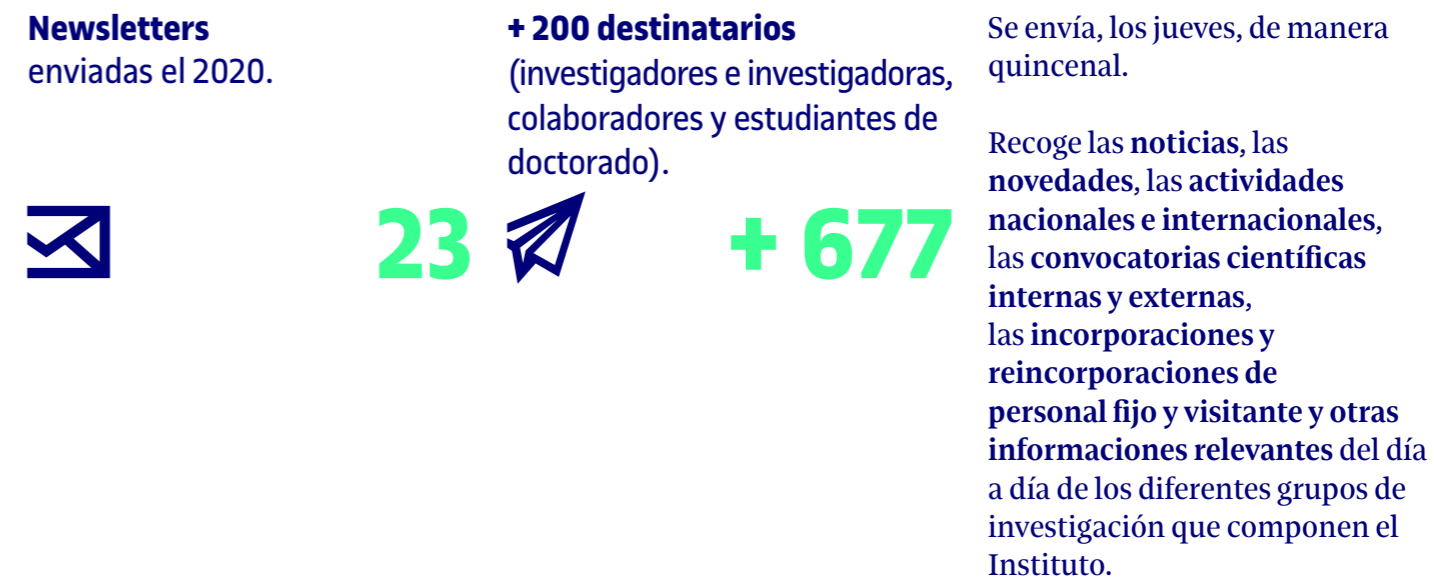 Newsletters
enviadas el 2020.
23
+ 200 destinatarios
(investigadores e investigadoras,
colaboradores y estudiantes de
doctorado).
+ 677
Se envía, los jueves, de manera
quincenal.
Recoge las noticias, las
novedades, las actividades
nacionales e internacionales,
las convocatorias científicas
internas y externas,
las incorporaciones y
reincorporaciones de
personal fijo y visitante y otras
informaciones relevantes del día
a día de los diferentes grupos de
investigación que componen el
Instituto.